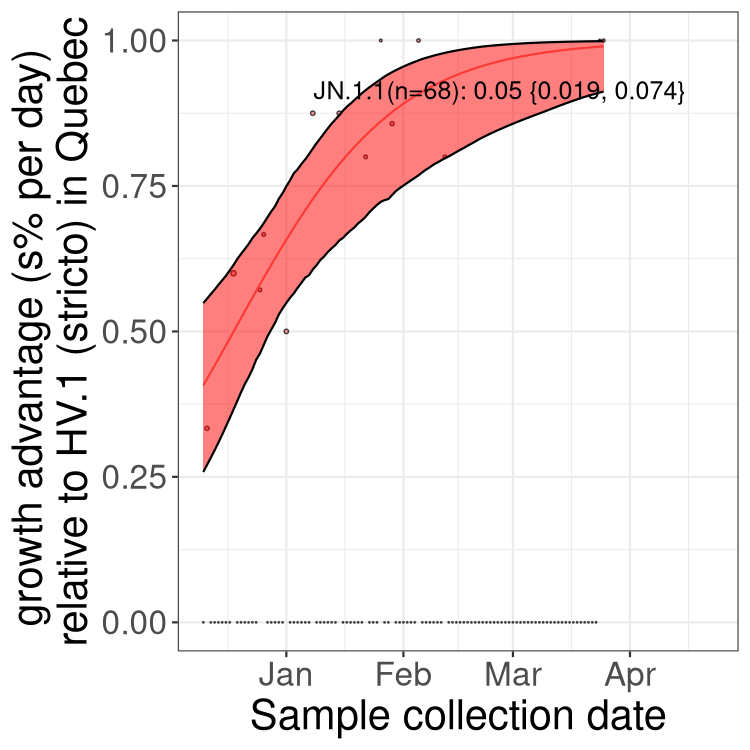 growth advantage (s% per day)
relative to HV.1 (stricto) in Quebec
1.00
0.75
0.50
0.25
0.00
JN.1.1(n=68): 0.05 {0.019, 0.074}
Jan Feb Mar Apr
Sample collection date